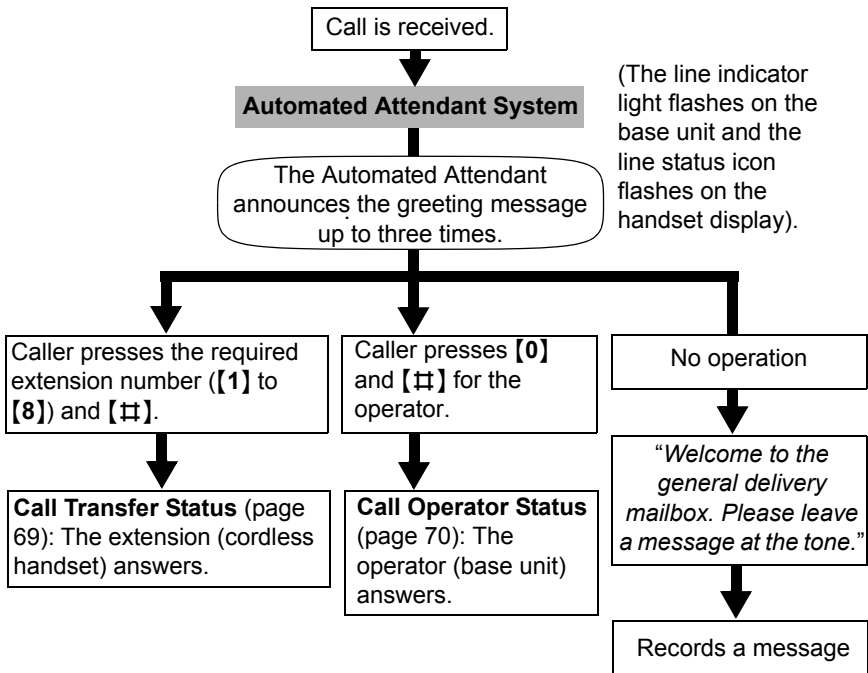 Call is received.
Automated Attendant System
(The line indicator
light flashes on the
base unit and the
line status icon
flashes on the
handset display).
The Automated Attendant
announces the greeting message
up to three times.
Caller presses the required
extension number (【1】 to
【8】) and 【⌗】.
Caller presses 【0】
and 【⌗】 for the
operator.
No operation
Call Transfer Status (page
69): The extension (cordless
handset) answers.
Call Operator Status
(page 70): The
operator (base unit)
answers.
“Welcome to the
general delivery
mailbox. Please leave
a message at the tone.”
Records a message